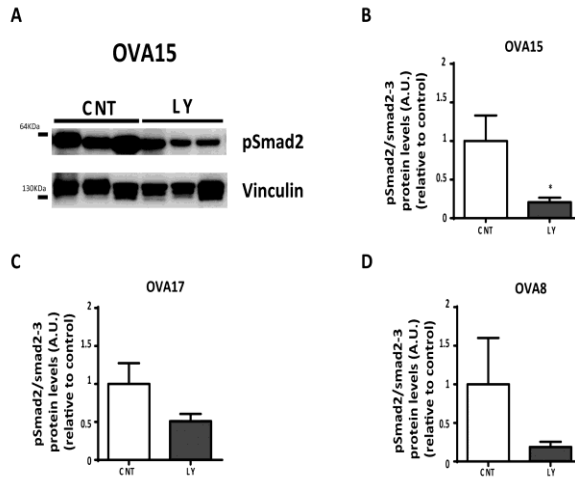 A
OVA15
CNT LY
64KDa
pSmad2
130KDa
Vinculin
B
OVA15
pSmad2/smad2-3
protein levels (A.U.)
(relative to control)
2
1.5
1
0.5
0
*
CNT LY
C
OVA17
pSmad2/smad2-3
protein levels (A.U.)
(relative to control)
2
1.5
1
0.5
0
CNT LY
D
OVA8
pSmad2/smad2-3
protein levels (A.U.)
(relative to control)
2
1.5
1
0.5
0
CNT LY